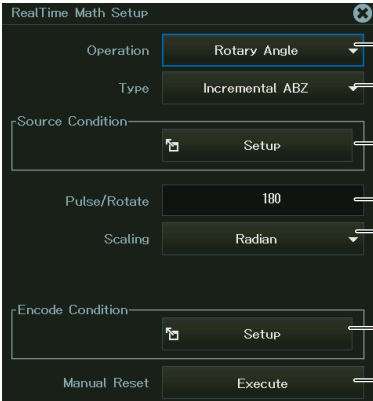 RealTime Math Setup
Operation Rotary Angle
Type Incremental ABZ
Source Condition
Setup
Pulse/Rotate 180
Scaling Radian
Encode Condition
Setup
Manual Reset Execute